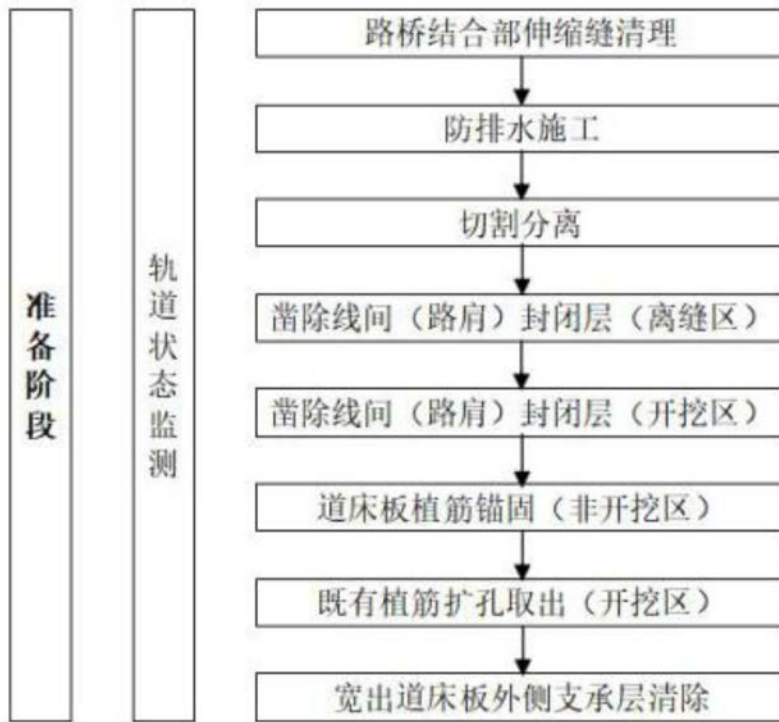 准备阶段
轨道状态监测
路桥结合部伸缩缝清理
防排水施工
切割分离
凿除线间（路肩）封闭层（离缝区）
凿除线间（路肩）封闭层（开挖区）
道床板植筋锚固（非开挖区）
既有植筋扩孔取出（开挖区）
宽出道床板外侧支承层清除